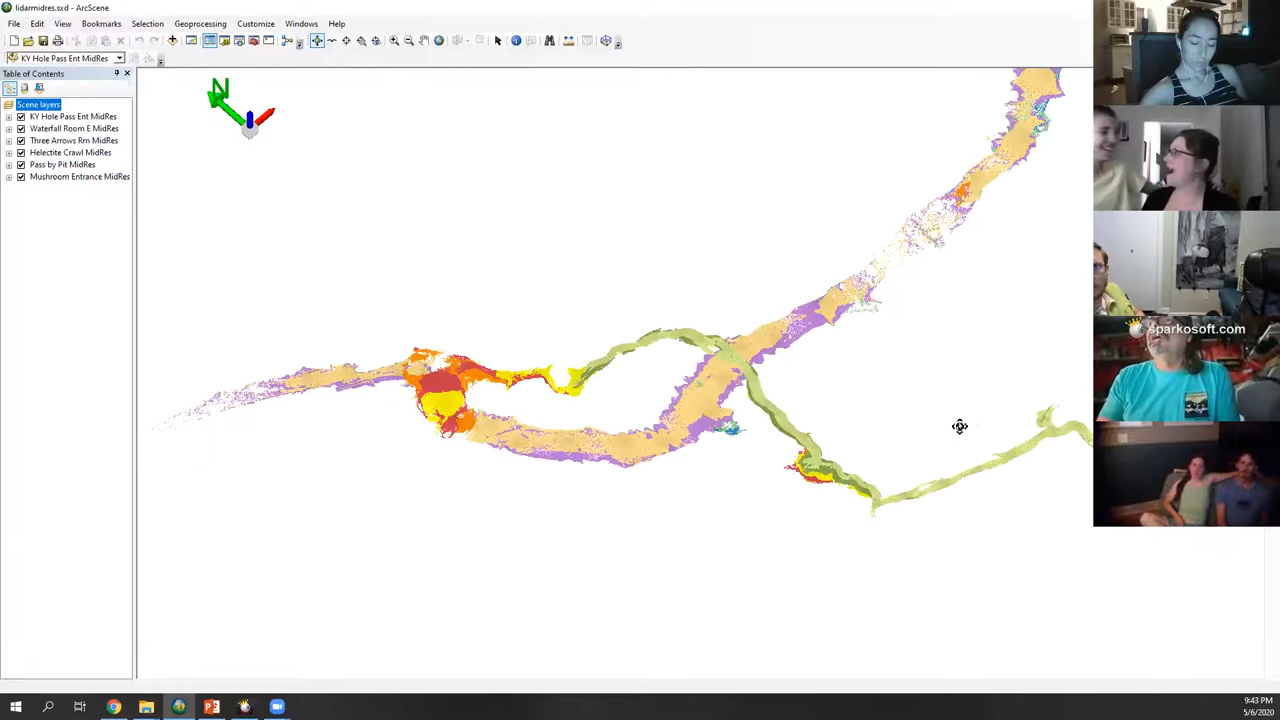 lidarmidres.sxd - ArcScene
File Edit View Bookmarks Selection Geoprocessing Customize Windows Help
KY Hole Pass Ent MidRes
Table of Contents
Scene layers
KY Hole Pass Ent MidRes
Waterfall Room E MidRes
Three Arrows Rm MidRes
Helectite Crawl MidRes
Pass by Pit MidRes
Mushroom Entrance MidRes
N
sparkosoft.com
9:43 PM
5/6/2020